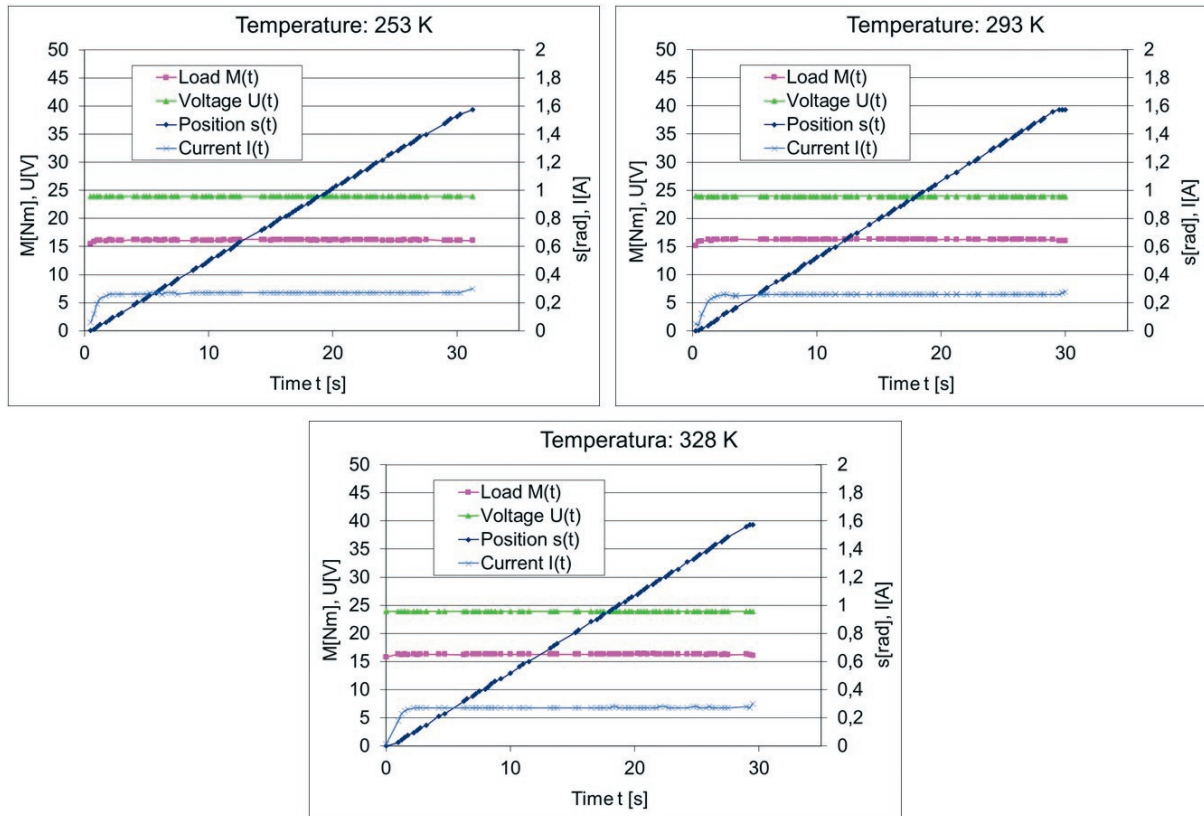 Temperature: 253 K
50
45
40
35
30
25
20
15
10
5
0
M[Nm], U[V]
Load M(t)
Voltage U(t)
Position s(t)
Current I(t)
2
1,8
1,6
1,4
1,2
1
0,8
0,6
0,4
0,2
0
s[rad], I[A]
0 10 20 30
Time t [s]
Temperature: 293 K
50
45
40
35
30
25
20
15
10
5
0
M[Nm], U[V]
Load M(t)
Voltage U(t)
Position s(t)
Current I(t)
2
1,8
1,6
1,4
1,2
1
0,8
0,6
0,4
0,2
0
s[rad], I[A]
0 10 20 30
Time t [s]
Temperatura: 328 K
50
45
40
35
30
25
20
15
10
5
0
M[Nm], U[V]
Load M(t)
Voltage U(t)
Position s(t)
Current I(t)
2
1,8
1,6
1,4
1,2
1
0,8
0,6
0,4
0,2
0
s[rad], I[A]
0 10 20 30
Time t [s]